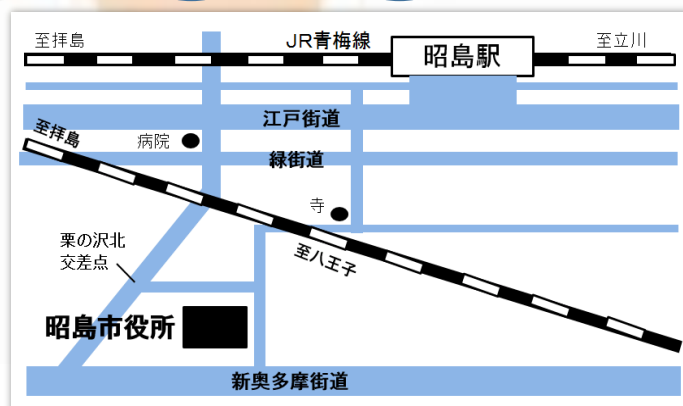 至拝島
JR青梅線
昭島駅
至立川
江戸街道
至拝島
病院
緑街道
寺
至八王子
栗の沢北
交差点
昭島市役所
新奥多摩街道